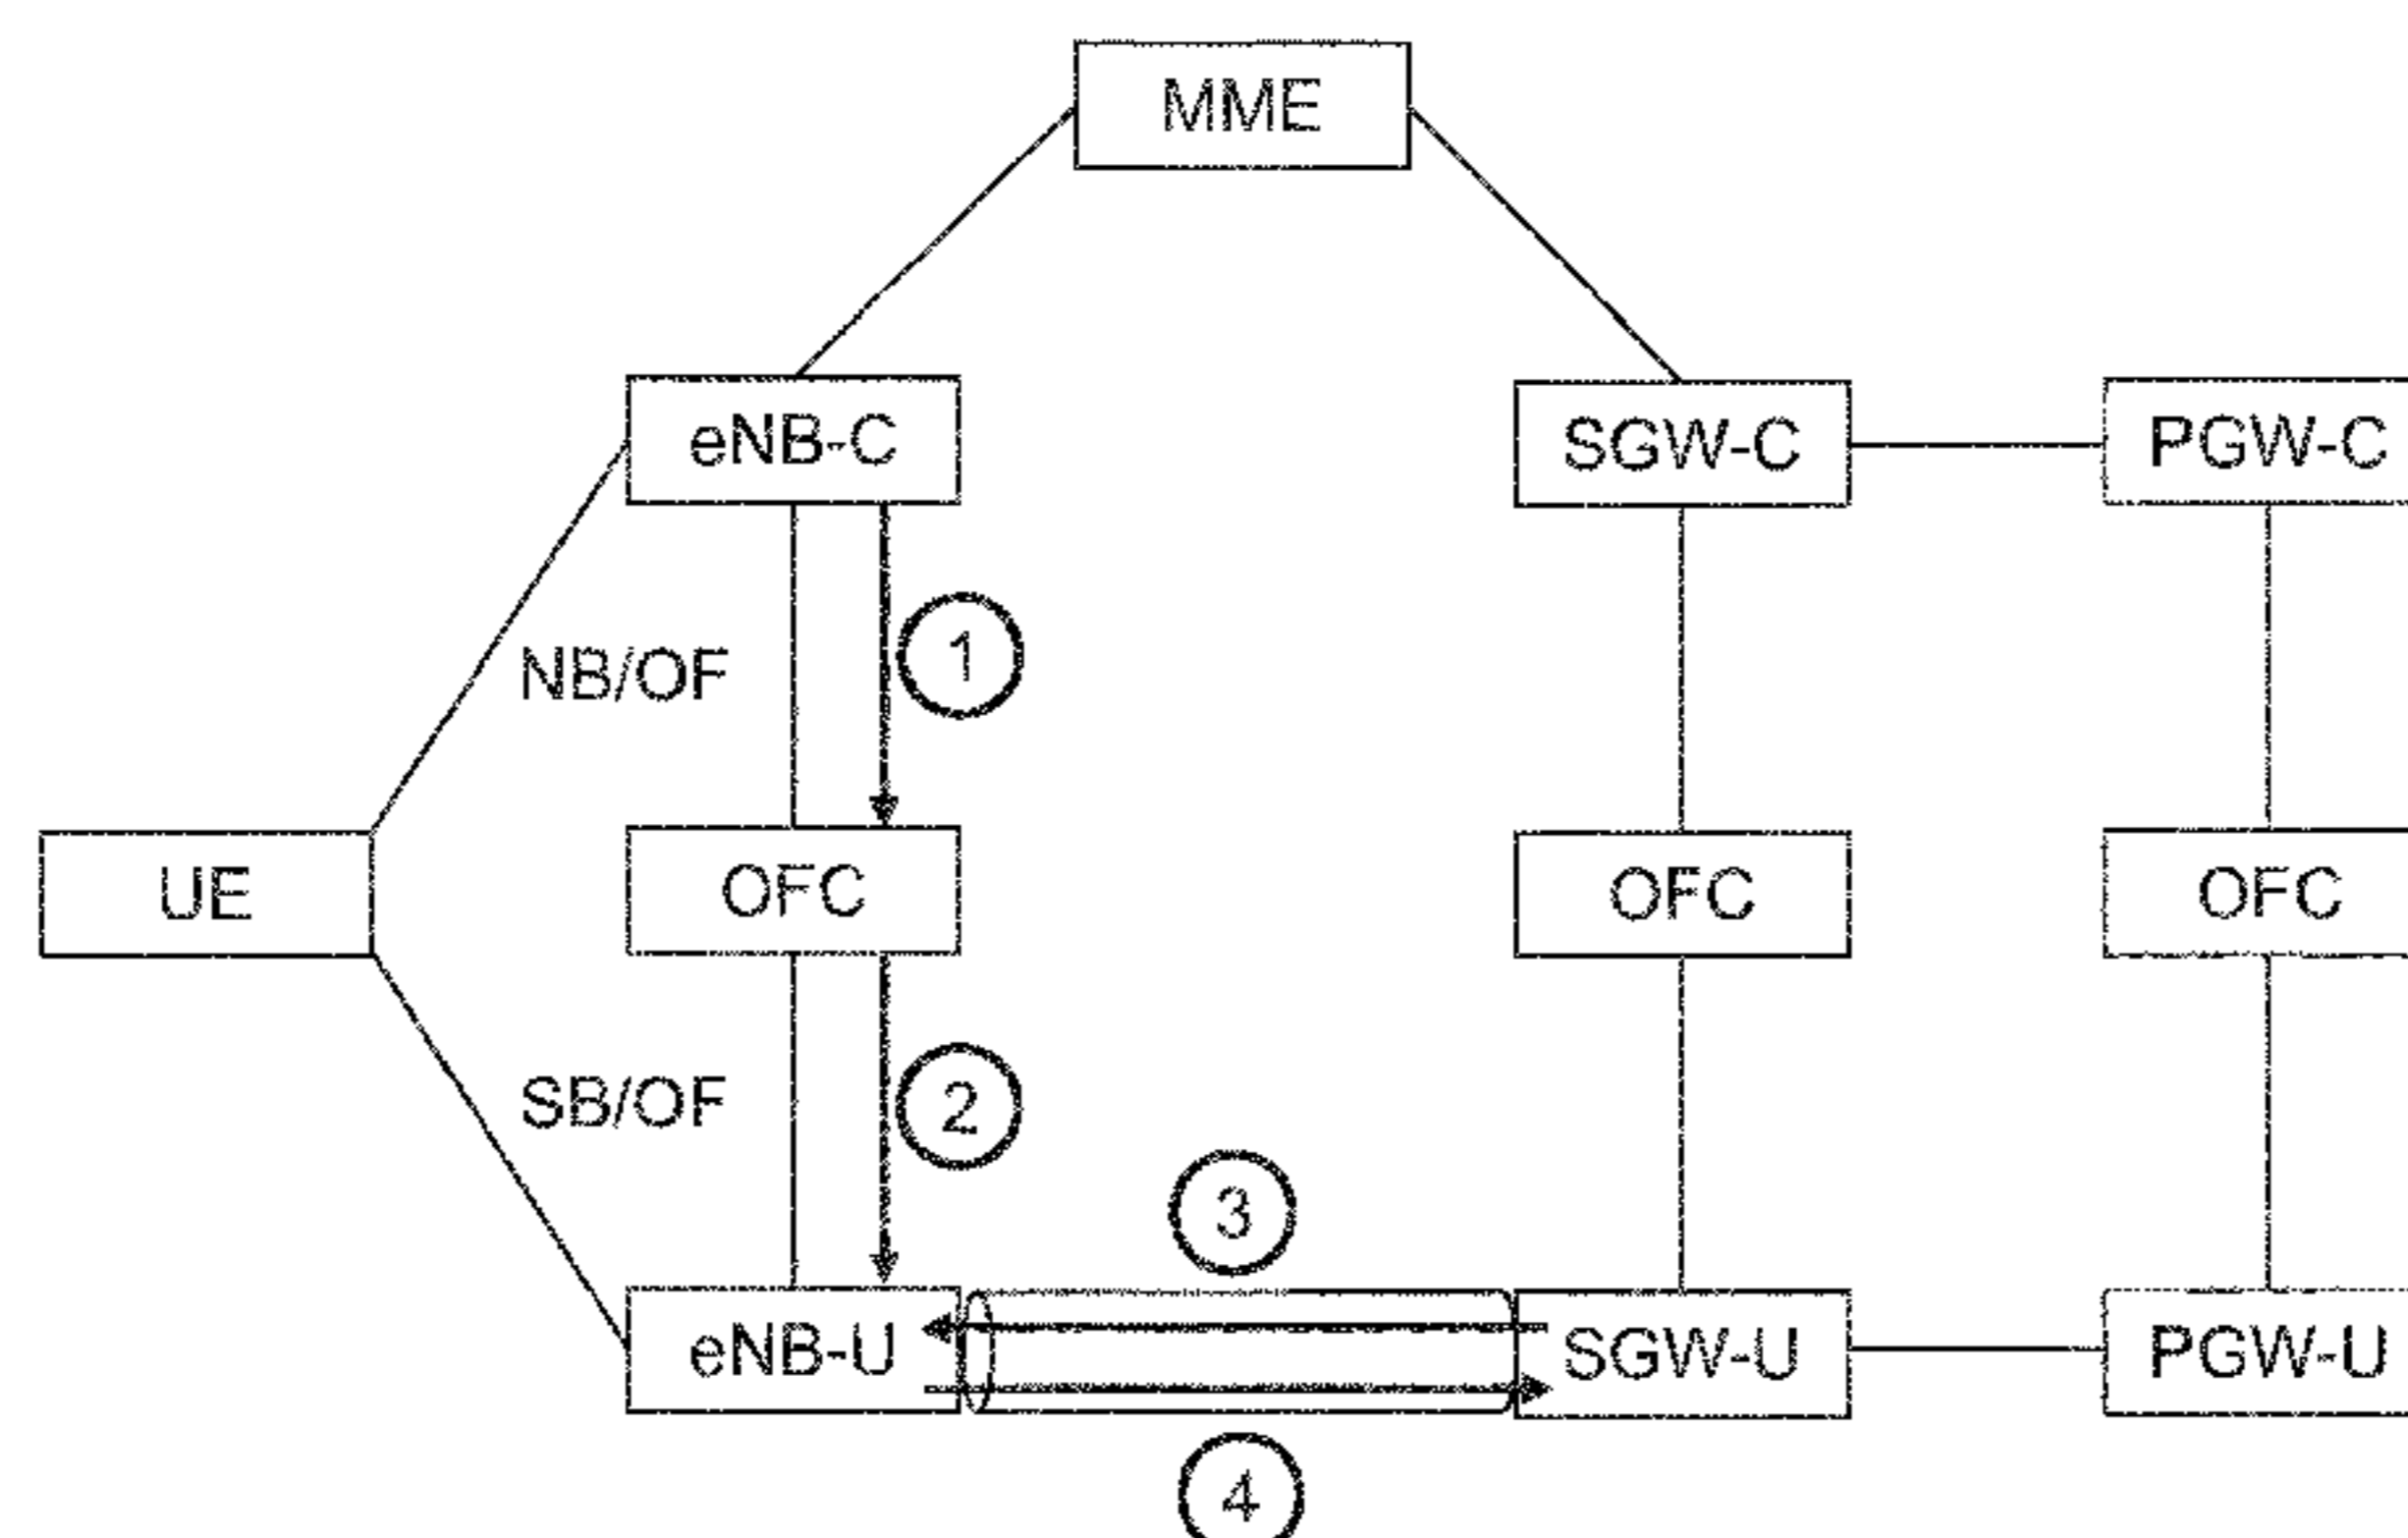 MME
eNB-C
SGW-C
PGW-C
1
NB/OF
UE
OFC
OFC
OFC
SB/OF
2
3
eNB-U
SGW-U
PGW-U
4